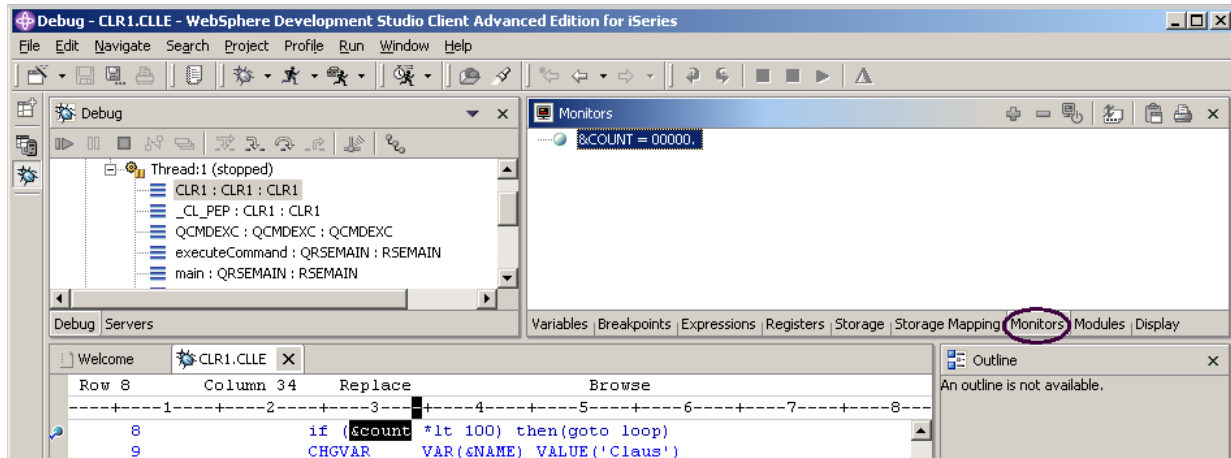 Debug - CLR1.CLLE - WebSphere Development Studio Client Advanced Edition for iSeries
File Edit Navigate Search Project Profile Run Window Help
Debug
Thread:1 (stopped)
CLR1 : CLR1 : CLR1
_CL_PEP : CLR1 : CLR1
QCMDEXC : QCMDEXC : QCMDEXC
executeCommand : QRSEMAIN : RSEMAIN
main : QRSEMAIN : RSEMAIN
Debug Servers
Monitors
&COUNT = 00000.
Variables Breakpoints Expressions Registers Storage Storage Mapping Monitors Modules Display
Welcome CLR1.CLLE
Row 8 Column 34 Replace Browse
----+----1----+----2----+----3----+----4----+----5----+----6----+----7----+----8---
8 if (&count *lt 100) then(goto loop)
9 CHGVAR VAR(&NAME) VALUE('Claus')
Outline
An outline is not available.